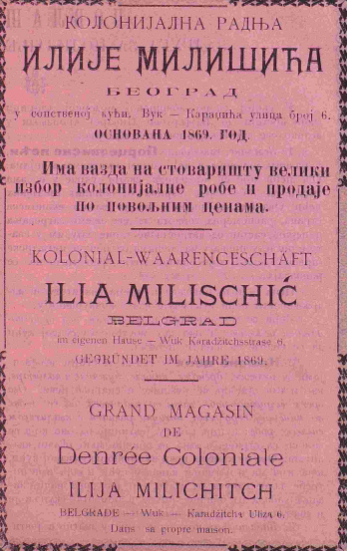 КОЛОНИЈАЛНА РАДЊА
ИЛИЈЕ МИЛИШИЋА
БЕОГРАД
у сопственој кући, Вук — Караџића улица број 6.
ОСНОВАНА 1869. ГОД.
Има вазда на стоваришту велики
избор колонијалне робе и продаје
по повољним ценама.
KOLONIAL-WAARENGESCHÄFT
ILIA MILISCHIĆ
BELGRAD
im eigenen Hause — Wuk Karadžitchsstrase 6.
GEGRÜNDET IM JAHRE 1869.
GRAND MAGASIN
DE
Denrée Coloniale
ILIJA MILICHITCH
BELGRADE — Wuk — Karadžitcha Uliza 6.
Dans sa propre maison.